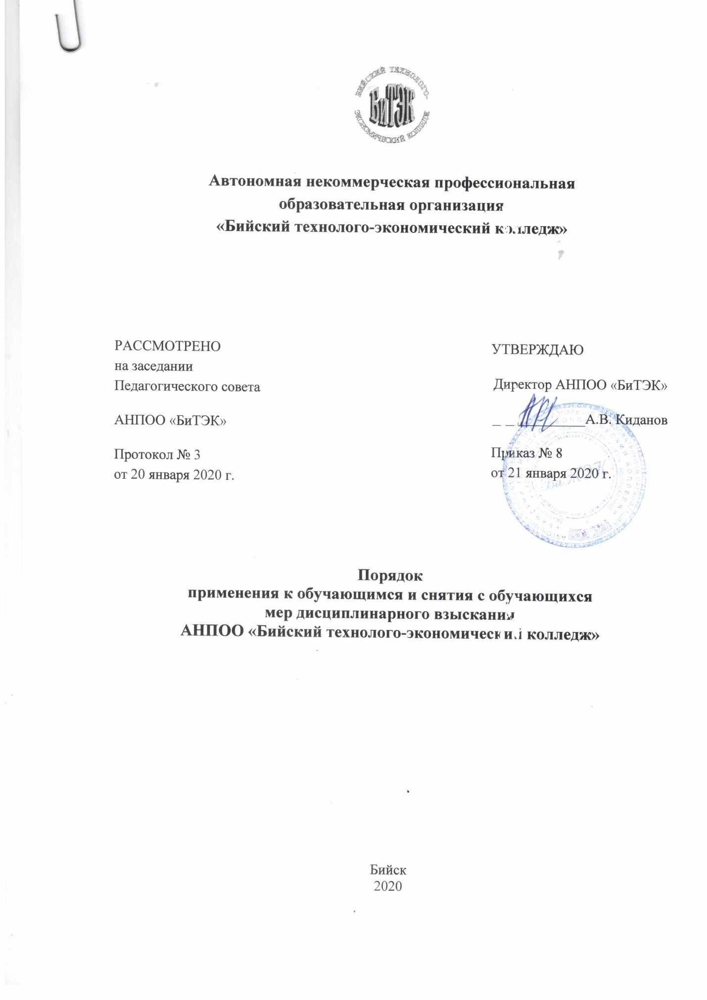 БИЙСКИЙ ТЕХНОЛОГО-
БиТЭК
ЭКОНОМИЧЕСКИЙ КОЛЛЕДЖ
Автономная некоммерческая профессиональная
образовательная организация
«Бийский технолого-экономический колледж»
РАССМОТРЕНО
на заседании
Педагогического совета
АНПОО «БиТЭК»
Протокол № 3
от 20 января 2020 г.
УТВЕРЖДАЮ
Директор АНПОО «БиТЭК»
А.В. Киданов
Приказ № 8
от 21 января 2020 г.
БиТЭК
Порядок
применения к обучающимся и снятия с обучающихся
мер дисциплинарного взыскания
АНПОО «Бийский технолого-экономический колледж»
Бийск
2020